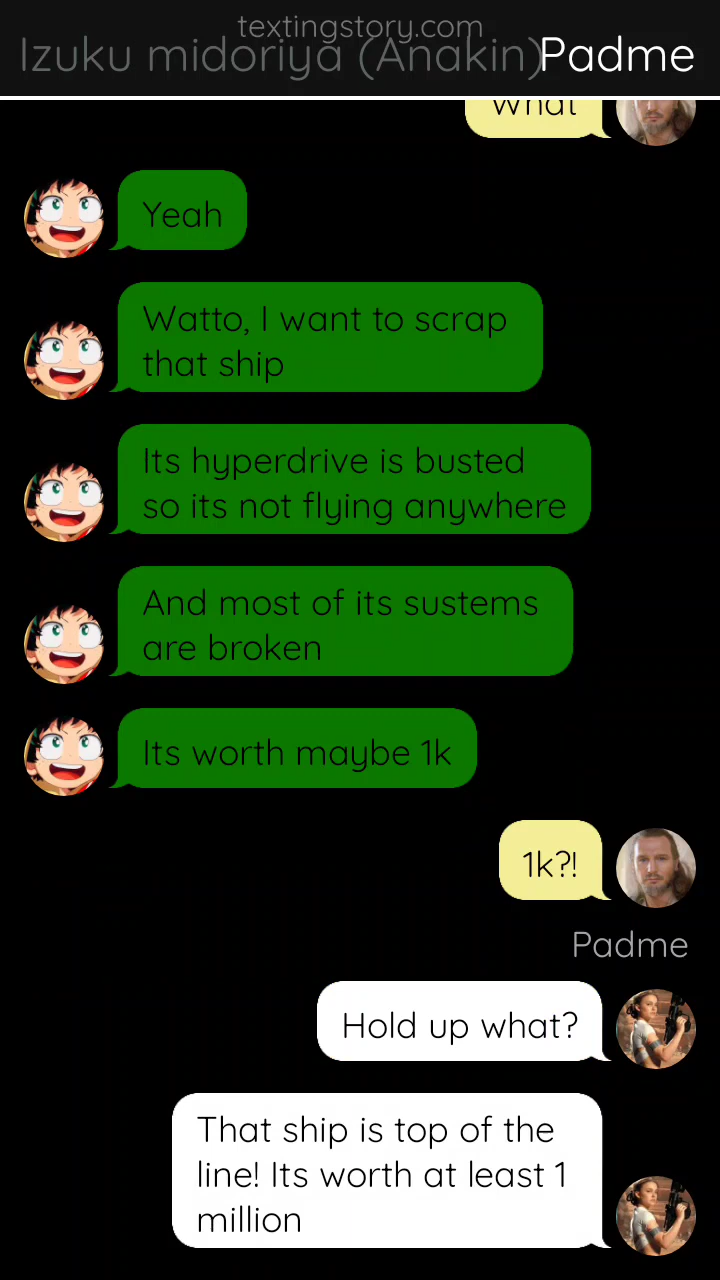 textingstory.com
Izuku midoriya (Anakin)
Padme
What
Yeah
Watto, I want to scrap
that ship
Its hyperdrive is busted
so its not flying anywhere
And most of its sustems
are broken
Its worth maybe 1k
1k?!
Padme
Hold up what?
That ship is top of the
line! Its worth at least 1
million